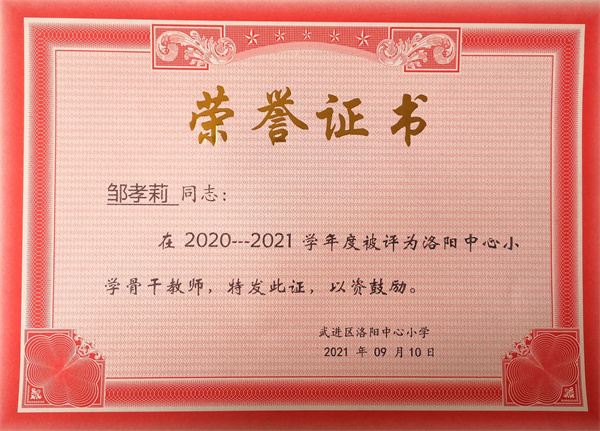 荣誉证书
邹孝莉 同志：
在 2020---2021 学年度被评为洛阳中心小
学骨干教师，特发此证，以资鼓励。
武进区洛阳中心小学
2021 年 09 月 10 日